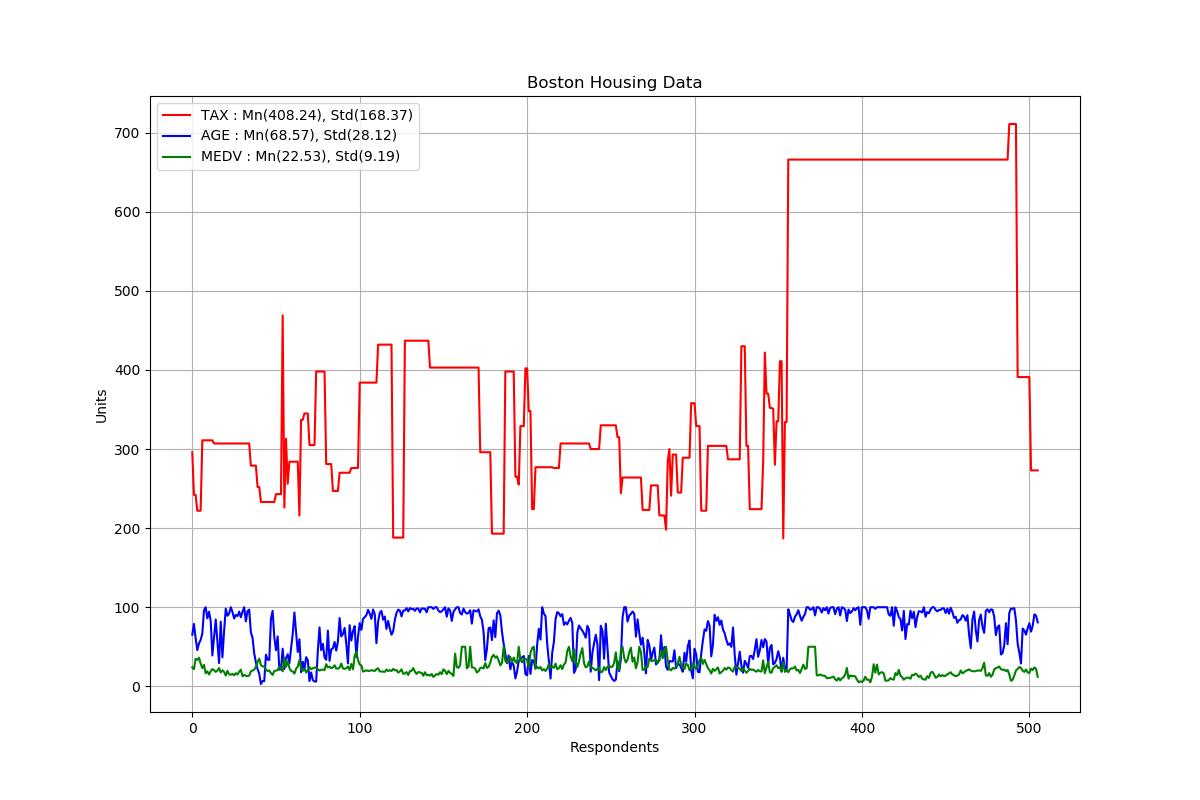 Boston Housing Data
TAX : Mn(408.24), Std(168.37)
AGE : Mn(68.57), Std(28.12)
MEDV : Mn(22.53), Std(9.19)
700
600
500
400
300
200
100
0
Units
0 100 200 300 400 500
Respondents